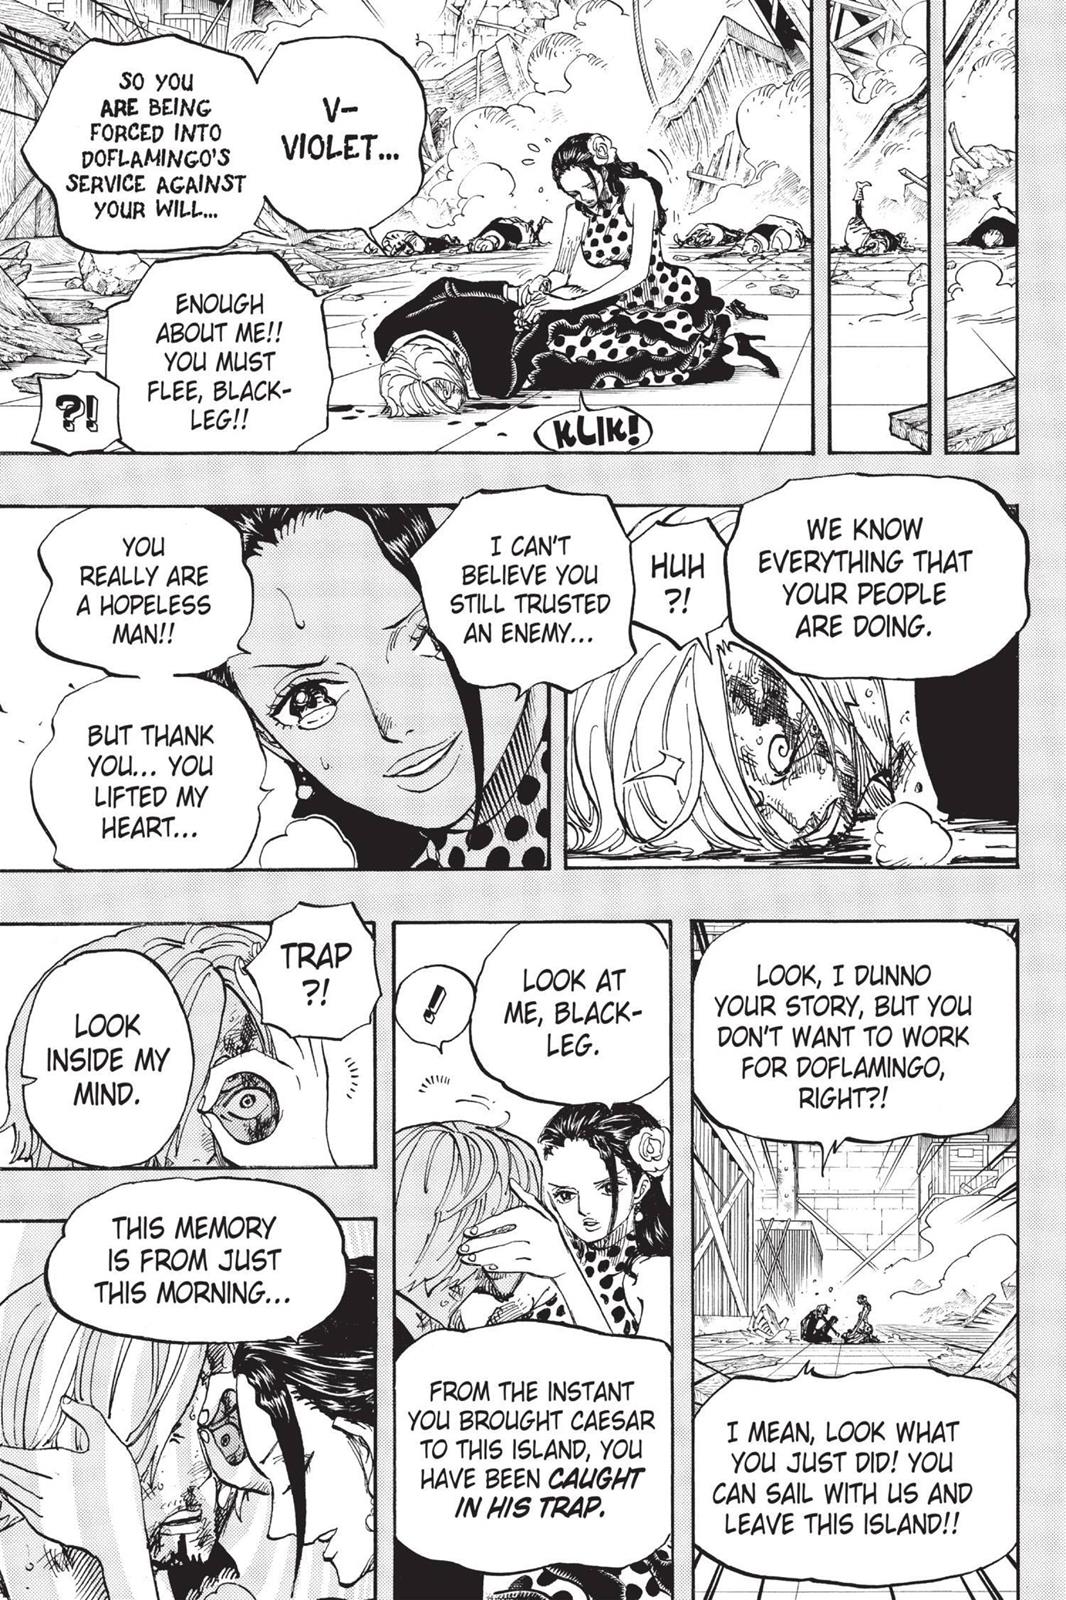 V-
VIOLET...
SO YOU
ARE BEING
FORCED INTO
DOFLAMINGO'S
SERVICE AGAINST
YOUR WILL...
KLIK!
ENOUGH
ABOUT ME!!
YOU MUST
FLEE, BLACK-
LEG!!
?!
WE KNOW
EVERYTHING THAT
YOUR PEOPLE
ARE DOING.
HUH
?!
I CAN'T
BELIEVE YOU
STILL TRUSTED
AN ENEMY...
YOU
REALLY ARE
A HOPELESS
MAN!!
BUT THANK
YOU... YOU
LIFTED MY
HEART...
LOOK, I DUNNO
YOUR STORY, BUT YOU
DON'T WANT TO WORK
FOR DOFLAMINGO,
RIGHT?!
I MEAN, LOOK WHAT
YOU JUST DID! YOU
CAN SAIL WITH US AND
LEAVE THIS ISLAND!!
LOOK AT
ME, BLACK-
LEG.
!
FROM THE INSTANT
YOU BROUGHT CAESAR
TO THIS ISLAND, YOU
HAVE BEEN CAUGHT
IN HIS TRAP.
TRAP
?!
LOOK
INSIDE MY
MIND.
THIS MEMORY
IS FROM JUST
THIS MORNING...